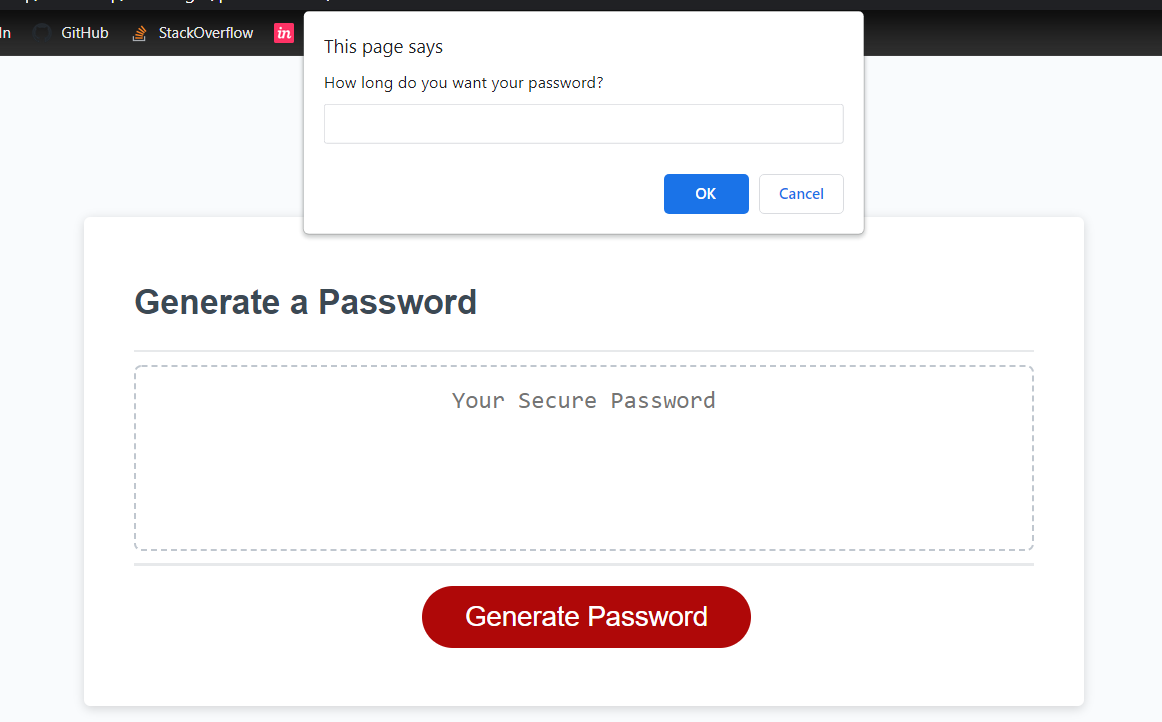 In GitHub StackOverflow in
This page says
How long do you want your password?
OK Cancel
Generate a Password
Your Secure Password
Generate Password